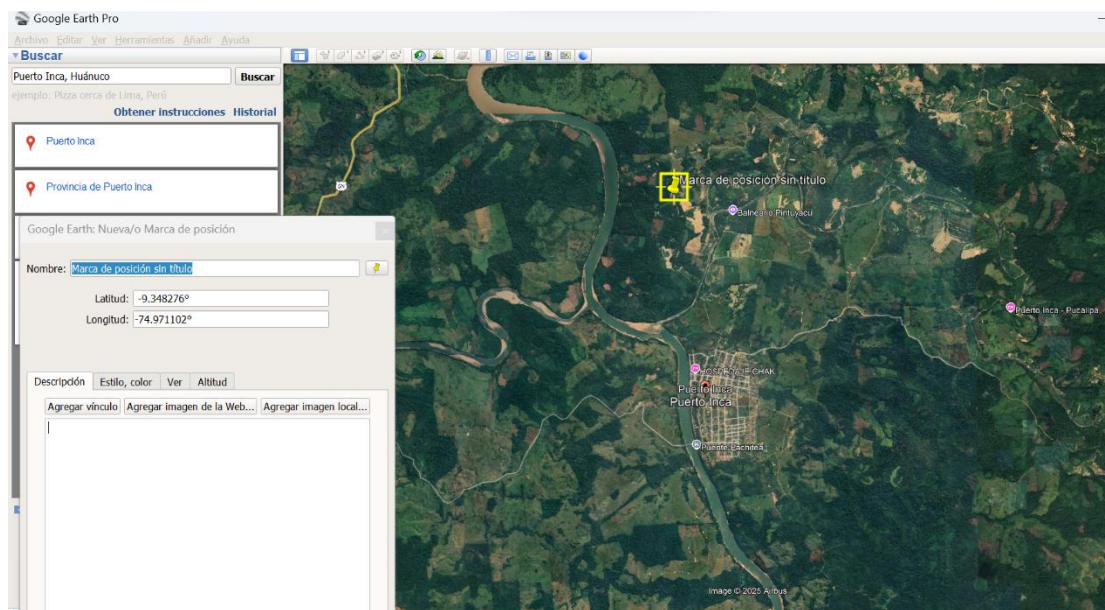 Google Earth Pro
Archivo Editar Ver Herramientas Añadir Ayuda
Buscar
Puerto Inca, Huánuco
Buscar
ejemplo: Pizza cerca de Lima, Perú
Obtener instrucciones Historial
Puerto Inca
Provincia de Puerto Inca
Google Earth: Nueva/o Marca de posición
Nombre: Marca de posición sin título
Latitud: -9.348276°
Longitud: -74.971102°
Descripción Estilo, color Ver Altitud
Agregar vínculo Agregar imagen de la Web... Agregar imagen local...
5N
Marca de posición sin título
Balneario Pintuyacu
Puerto Inca - Pucallpa
HOSPEDAJE CHAK
Puerto Inca
Puerto Inca
Puente Pachitea
Image © 2025 Airbus